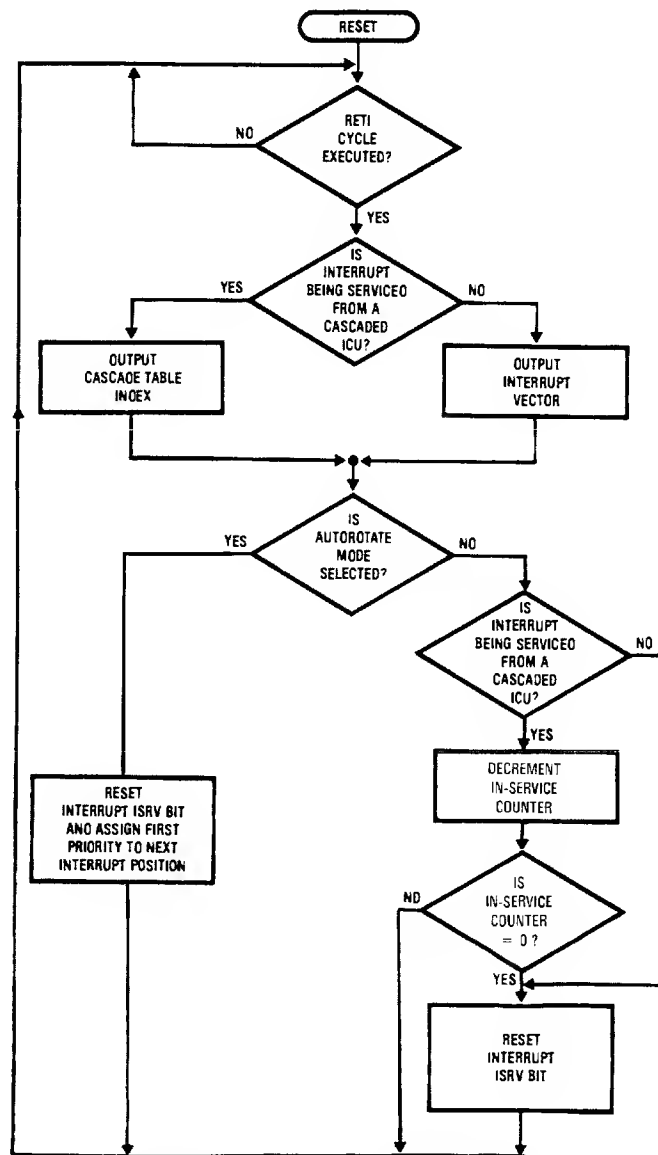 RESET
RETI
CYCLE
EXECUTED?
NO
YES
IS
INTERRUPT
BEING SERVICEO
FROM A
CASCADED
ICU?
YES
NO
OUTPUT
CASCAOE TABLE
INOEX
OUTPUT
INTERRUPT
VECTOR
IS
AUTOROTATE
MODE
SELECTED?
YES
NO
IS
INTERRUPT
BEING SERVICEO
FROM A
CASCADED
ICU?
NO
YES
DECREMENT
IN-SERVICE
COUNTER
RESET
INTERRUPT ISRV BIT
AND ASSIGN FIRST
PRIORITY TO NEXT
INTERRUPT POSITION
IS
IN-SERVICE
COUNTER
= 0 ?
ND
YES
RESET
INTERRUPT
ISRV BIT